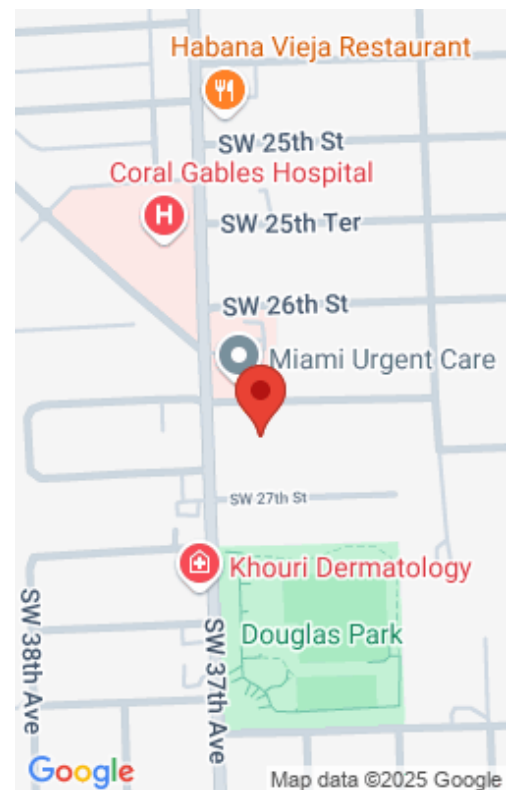 Habana Vieja Restaurant
SW 25th St
Coral Gables Hospital
H
SW 25th Ter
SW 26th St
Miami Urgent Care
SW 27th St
Khouri Dermatology
Douglas Park
SW 38th Ave
SW 37th Ave
Google
Map data ©2025 Google